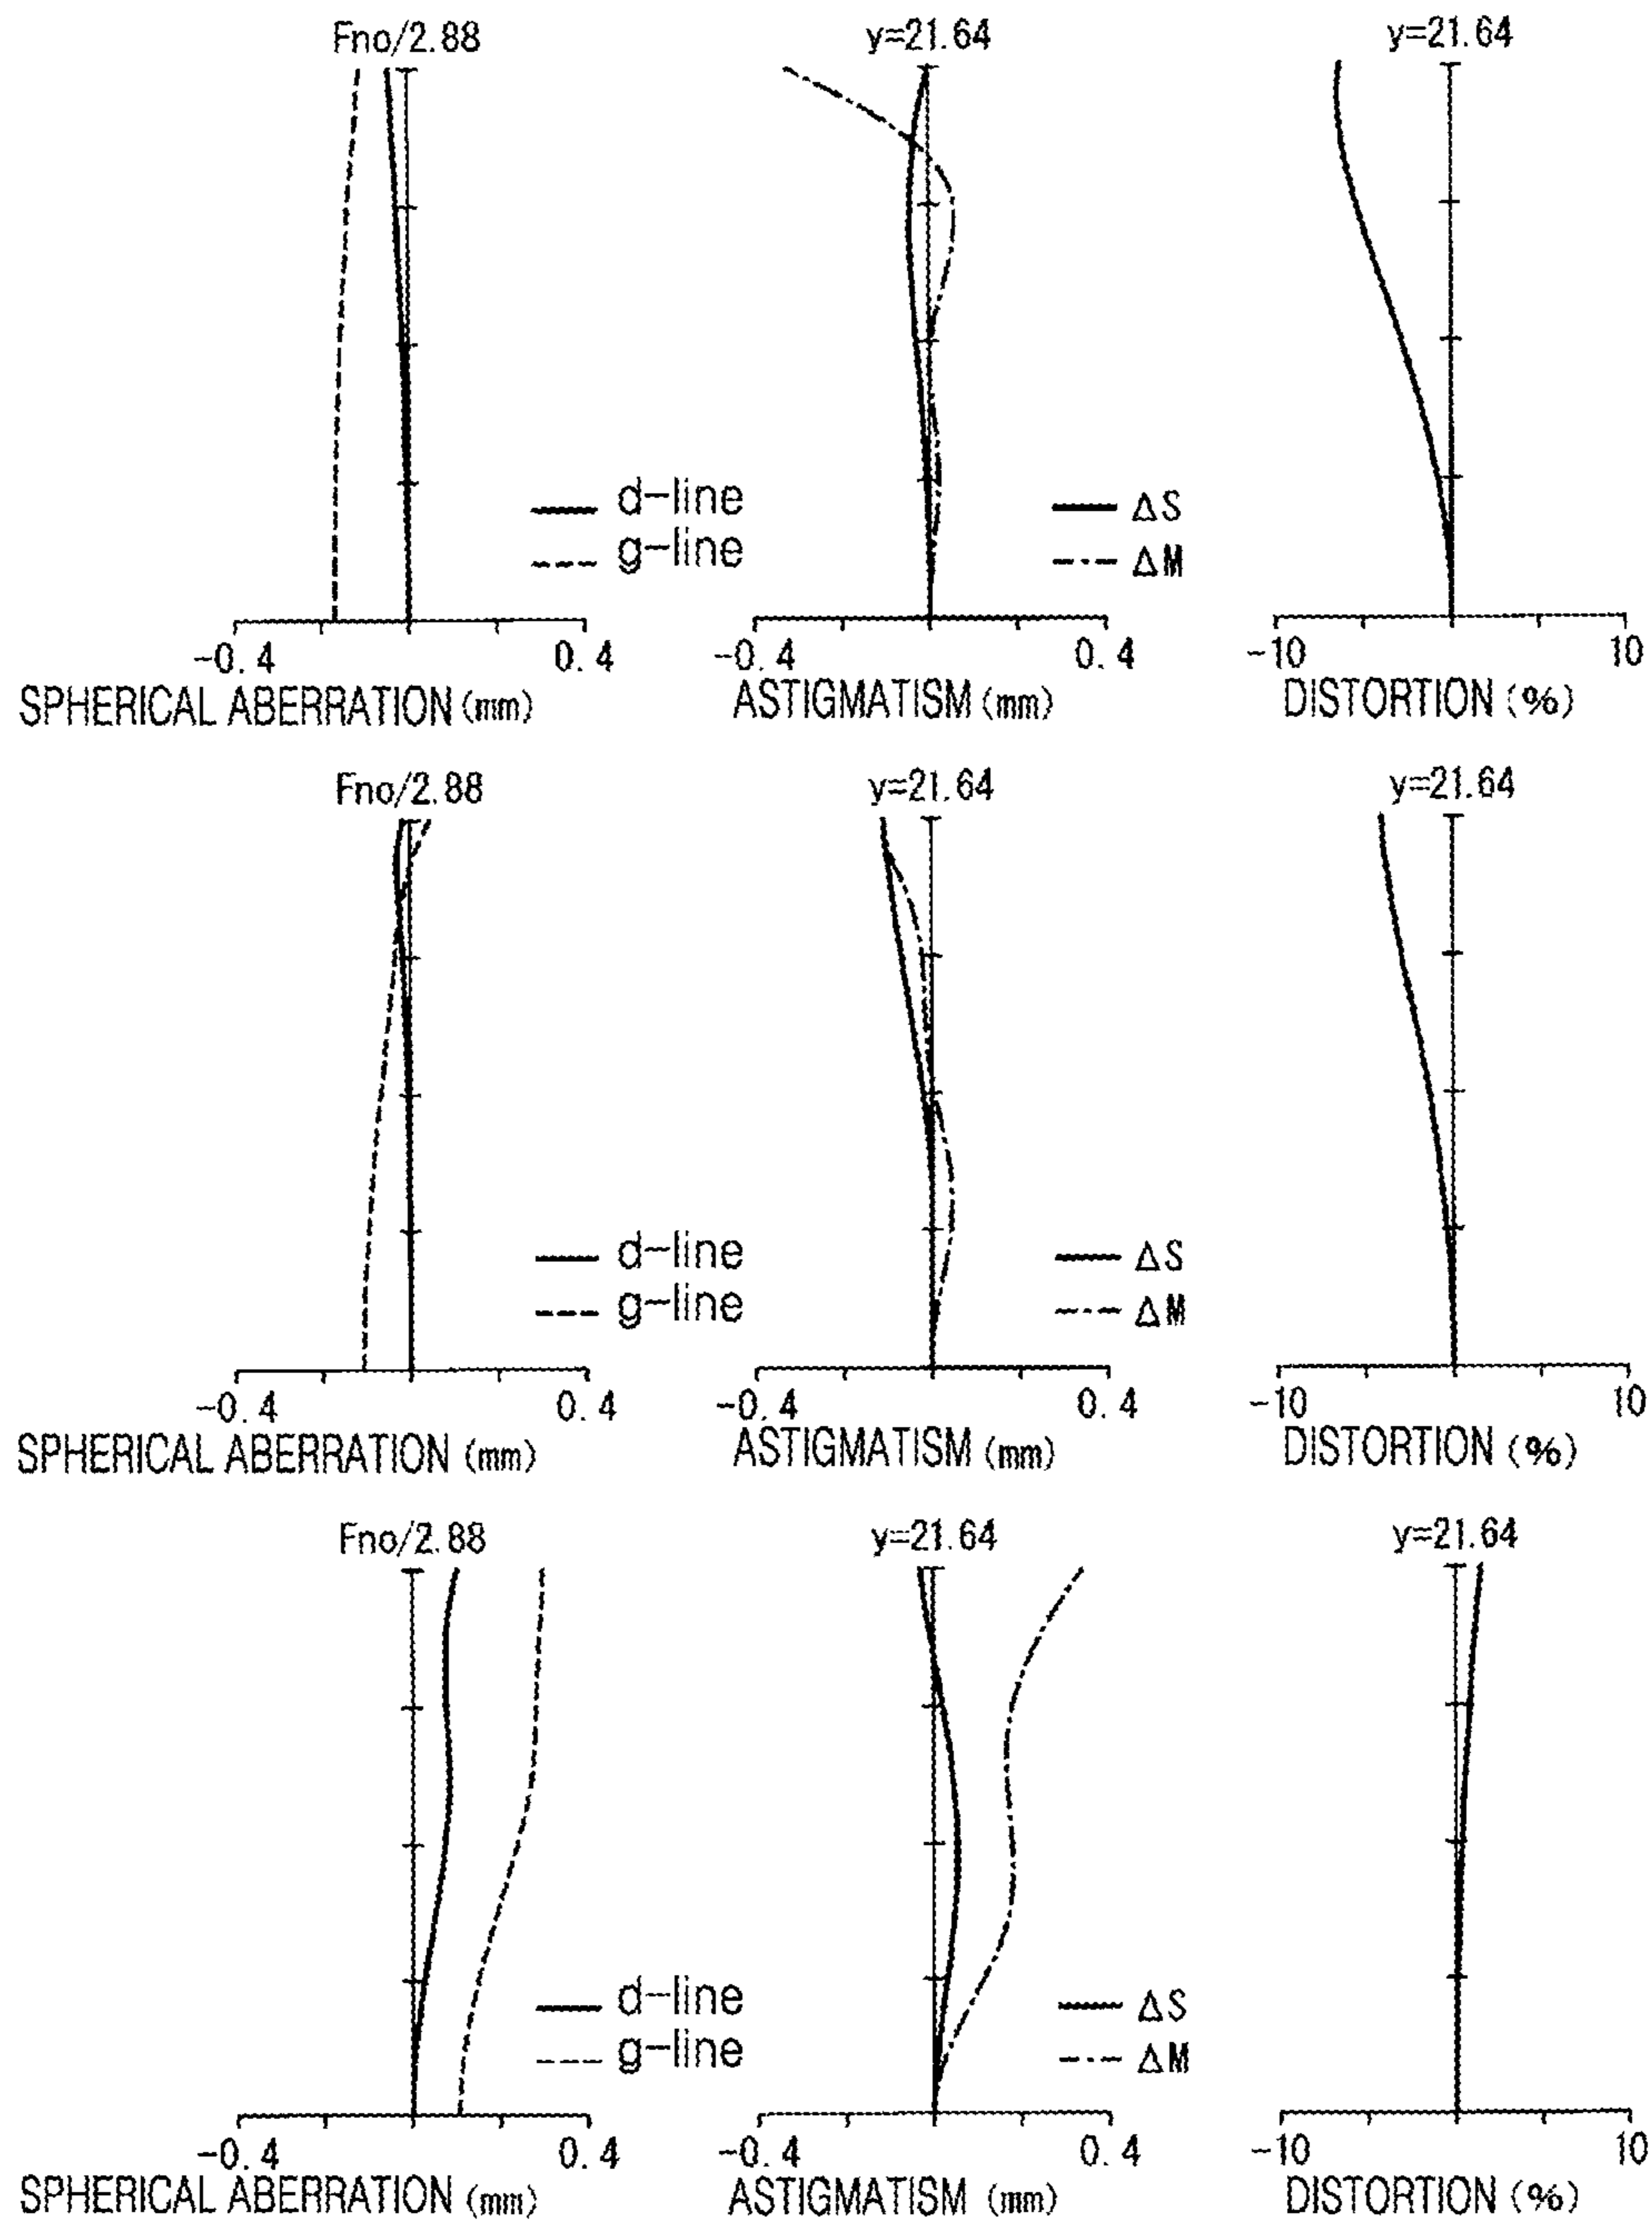 Fno/2.88 y=21.64 y=21.64
d-line ΔS
g-line ΔM
-0.4 0.4 -0.4 0.4 -10 10
SPHERICAL ABERRATION (mm) ASTIGMATISM (mm) DISTORTION (%)
Fno/2.88 y=21.64 y=21.64
d-line ΔS
g-line ΔM
-0.4 0.4 -0.4 0.4 -10 10
SPHERICAL ABERRATION (mm) ASTIGMATISM (mm) DISTORTION (%)
Fno/2.88 y=21.64 y=21.64
d-line ΔS
g-line ΔM
-0.4 0.4 -0.4 0.4 -10 10
SPHERICAL ABERRATION (mm) ASTIGMATISM (mm) DISTORTION (%)